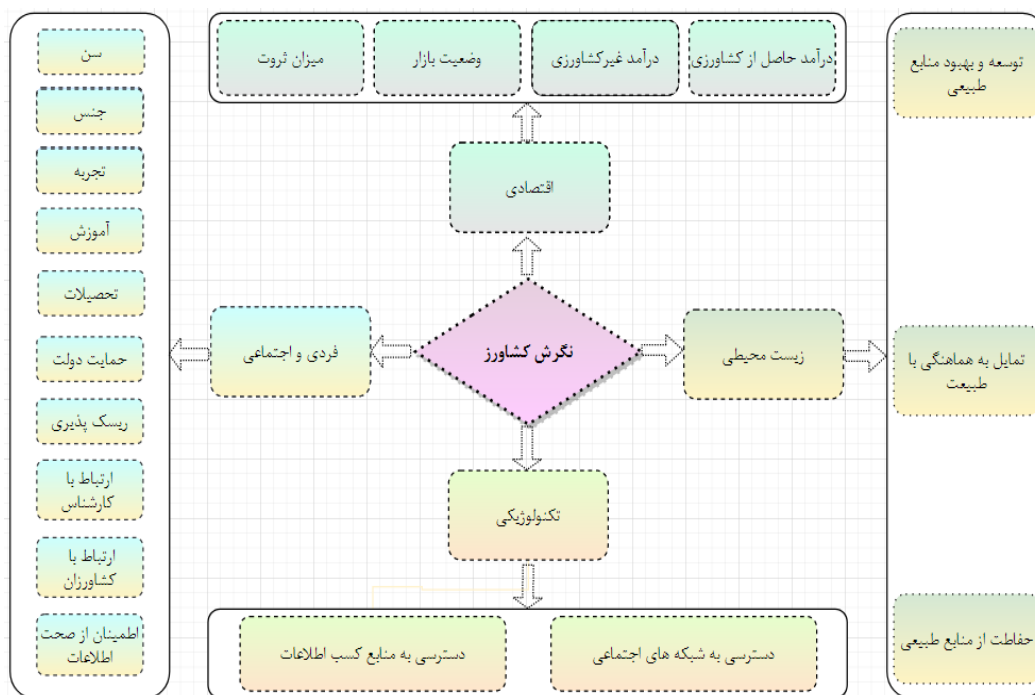 درآمد حاصل از کشاورزی
درآمد غیرکشاورزی
وضعیت بازار
میزان ثروت
اقتصادی
نگرش کشاورز
زیست محیطی
توسعه و بهبود منابع
طبیعی
تمایل به هماهنگی با
طبیعت
حفاطت از منابع طبیعی
فردی و اجتماعی
سن
جنس
تجربه
آموزش
تحصیلات
حمایت دولت
ریسک پذیری
ارتباط با
کارشناس
ارتباط با
کشاورزان
اطمینان از صحت
اطلاعات
تکنولوژیکی
دسترسی به شبکه های اجتماعی
دسترسی به منابع کسب اطلاعات